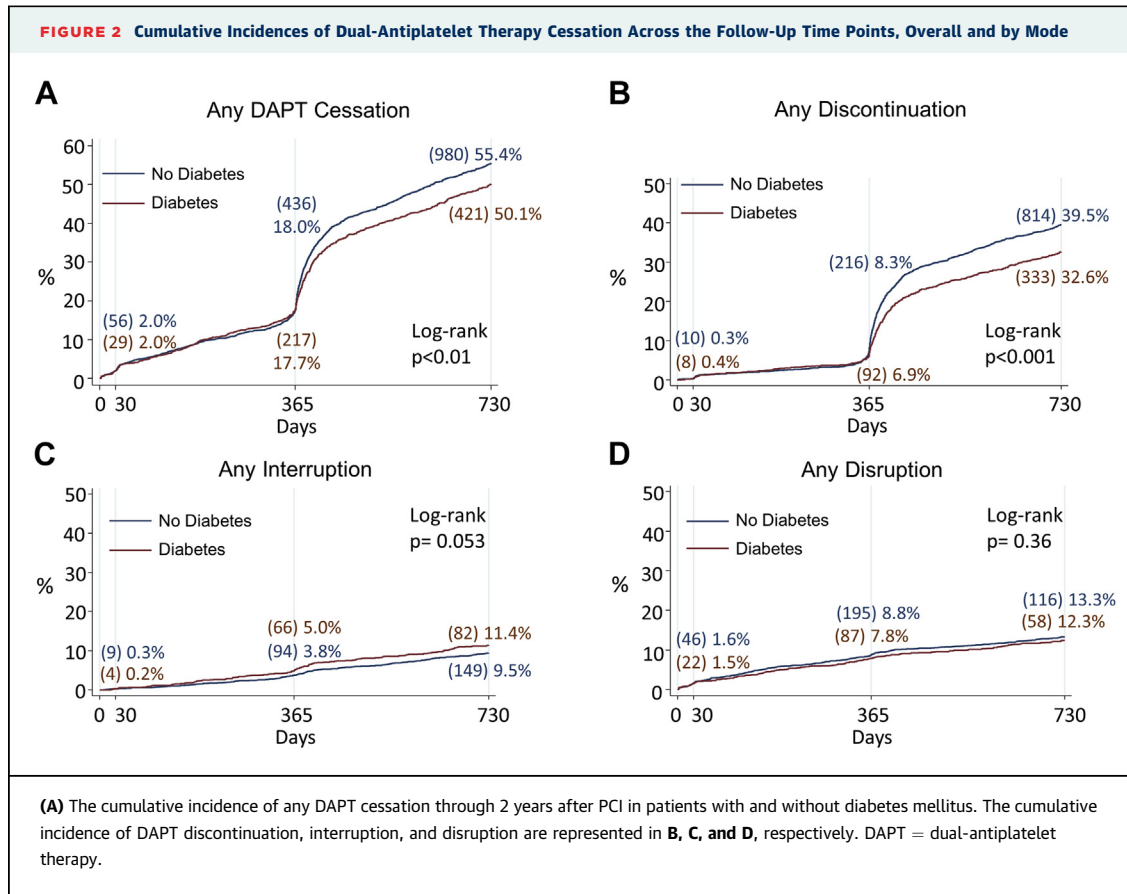 FIGURE 2 Cumulative Incidences of Dual-Antiplatelet Therapy Cessation Across the Follow-Up Time Points, Overall and by Mode
A
Any DAPT Cessation
60
50
40
30
20
10
0
%
No Diabetes
Diabetes
(56) 2.0%
(29) 2.0%
(436)
18.0%
(217)
17.7%
(980) 55.4%
(421) 50.1%
Log-rank
p<0.01
0 30 365 730
Days
B
Any Discontinuation
50
40
30
20
10
0
%
No Diabetes
Diabetes
(10) 0.3%
(8) 0.4%
(216) 8.3%
(92) 6.9%
(814) 39.5%
(333) 32.6%
Log-rank
p<0.001
0 30 365 730
Days
C
Any Interruption
50
40
30
20
10
0
%
No Diabetes
Diabetes
(9) 0.3%
(4) 0.2%
(66) 5.0%
(94) 3.8%
(82) 11.4%
(149) 9.5%
Log-rank
p= 0.053
0 30 365 730
Days
D
Any Disruption
50
40
30
20
10
0
%
No Diabetes
Diabetes
(46) 1.6%
(22) 1.5%
(195) 8.8%
(87) 7.8%
(116) 13.3%
(58) 12.3%
Log-rank
p= 0.36
0 30 365 730
Days
(A) The cumulative incidence of any DAPT cessation through 2 years after PCI in patients with and without diabetes mellitus. The cumulative
incidence of DAPT discontinuation, interruption, and disruption are represented in B, C, and D, respectively. DAPT = dual-antiplatelet
therapy.